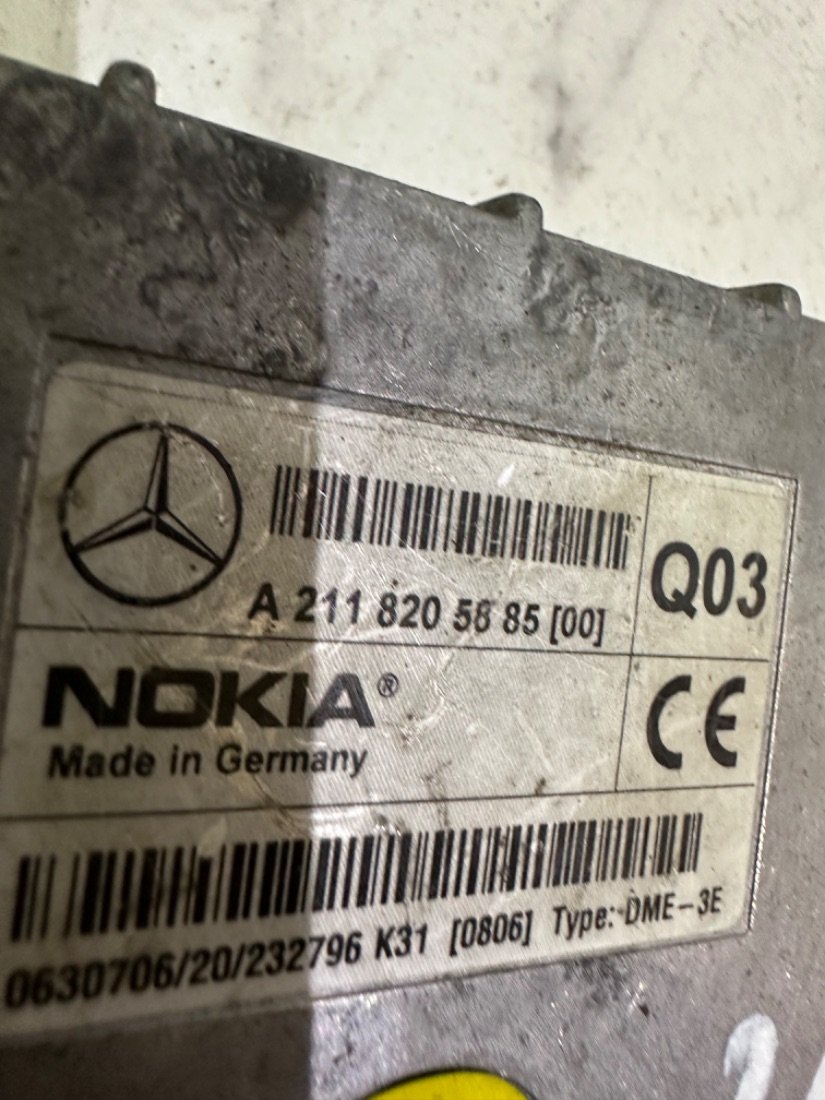 A 211 820 58 85 [00]
Q03
NOKIA®
Made in Germany
CE
0630706/20/232796 K31 [0806] Type: DME-3E